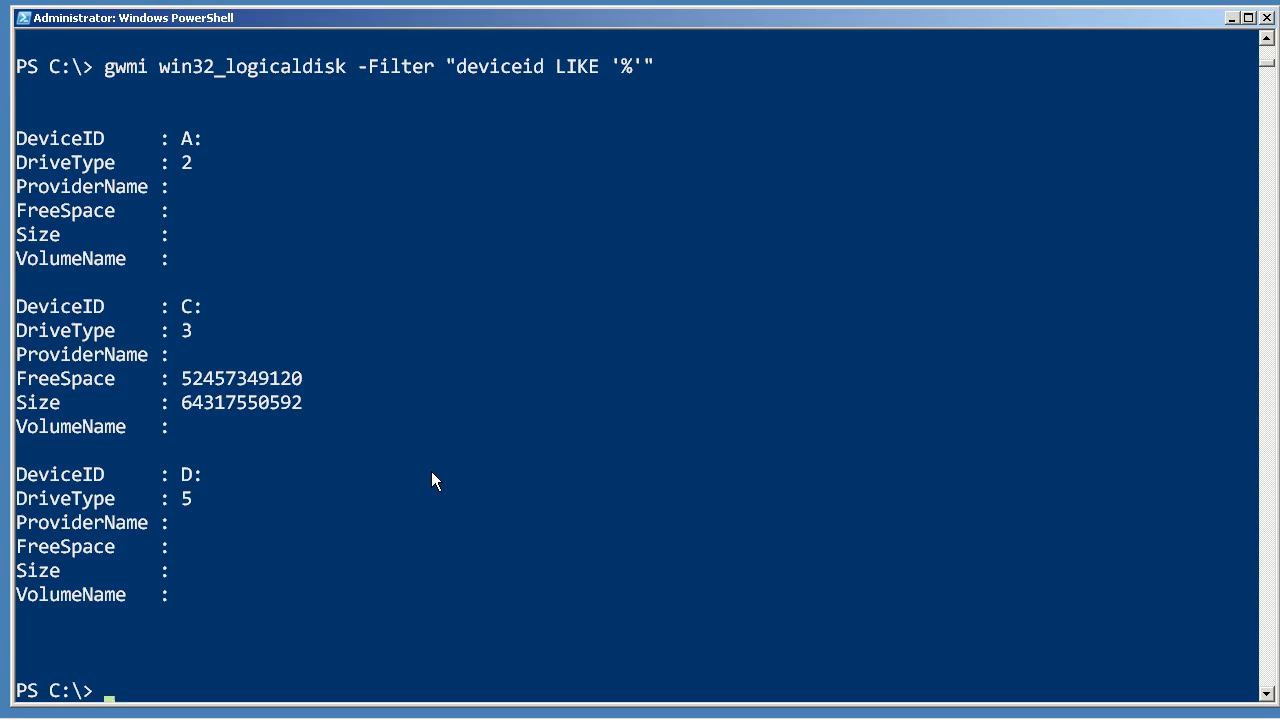 Administrator: Windows PowerShell
PS C:\> gwmi win32_logicaldisk -Filter "deviceid LIKE '%'"
DeviceID     : A:
DriveType    : 2
ProviderName :
FreeSpace    :
Size         :
VolumeName   :
DeviceID     : C:
DriveType    : 3
ProviderName :
FreeSpace    : 52457349120
Size         : 64317550592
VolumeName   :
DeviceID     : D:
DriveType    : 5
ProviderName :
FreeSpace    :
Size         :
VolumeName   :
PS C:\>